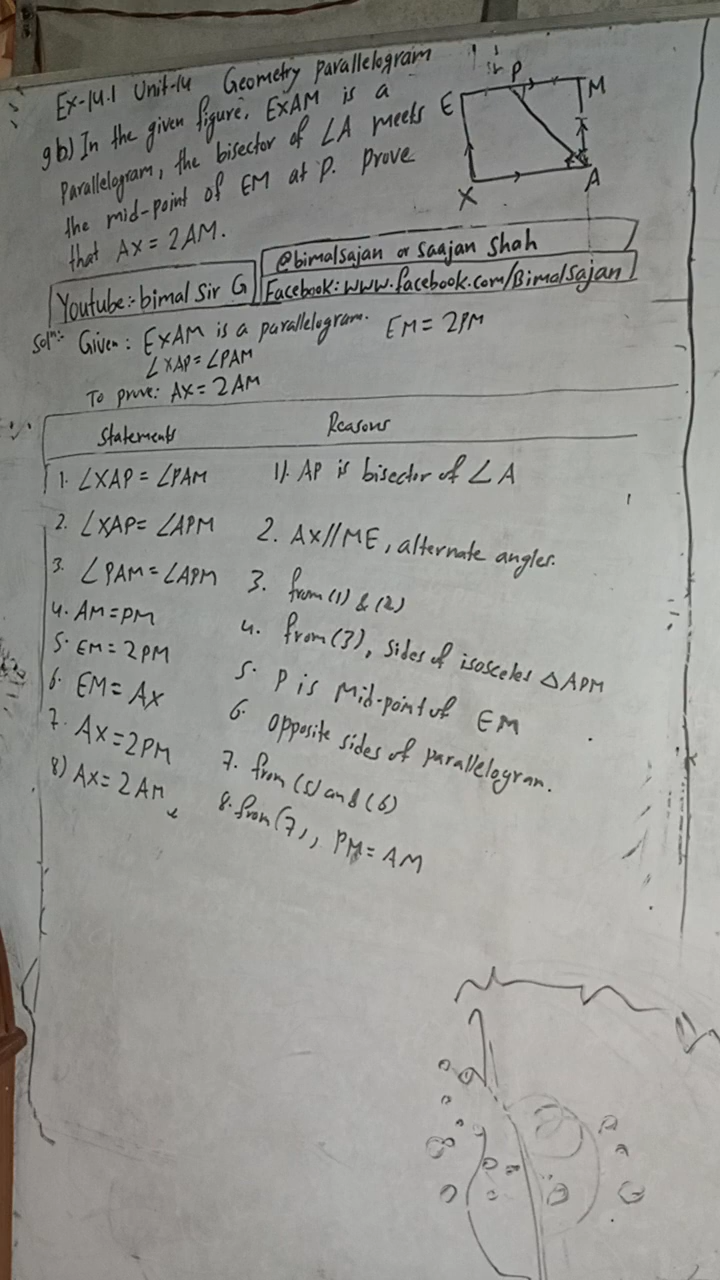 Ex-14.1 Unit-14 Geometry Parallelogram
9b) In the given figure, ExAM is a
Parallelogram, the bisector of ∠A meets
the mid-point of EM at P. Prove
that AX = 2AM.
E P M
X A
Youtube:- bimal Sir G
@bimalsajan or Saajan Shah
Facebook: www.facebook.com/Bimalsajan
Solⁿ:- Given: ExAM is a parallelogram. EM = 2PM
∠XAP = ∠PAM
To prove: AX = 2AM
Statements Reasons
1. ∠XAP = ∠PAM 1). AP is bisector of ∠A
2. ∠XAP = ∠APM 2. AX//ME, alternate angles.
3. ∠PAM = ∠APM 3. from (1) & (2)
4. AM = PM 4. from (3), sides of isosceles △APM
5. EM = 2PM 5. P is Mid-point of EM
6. EM = AX 6. opposite sides of parallelogram.
7. AX = 2PM 7. from (5) and (6)
8) AX = 2AM 8. from (7), PM = AM